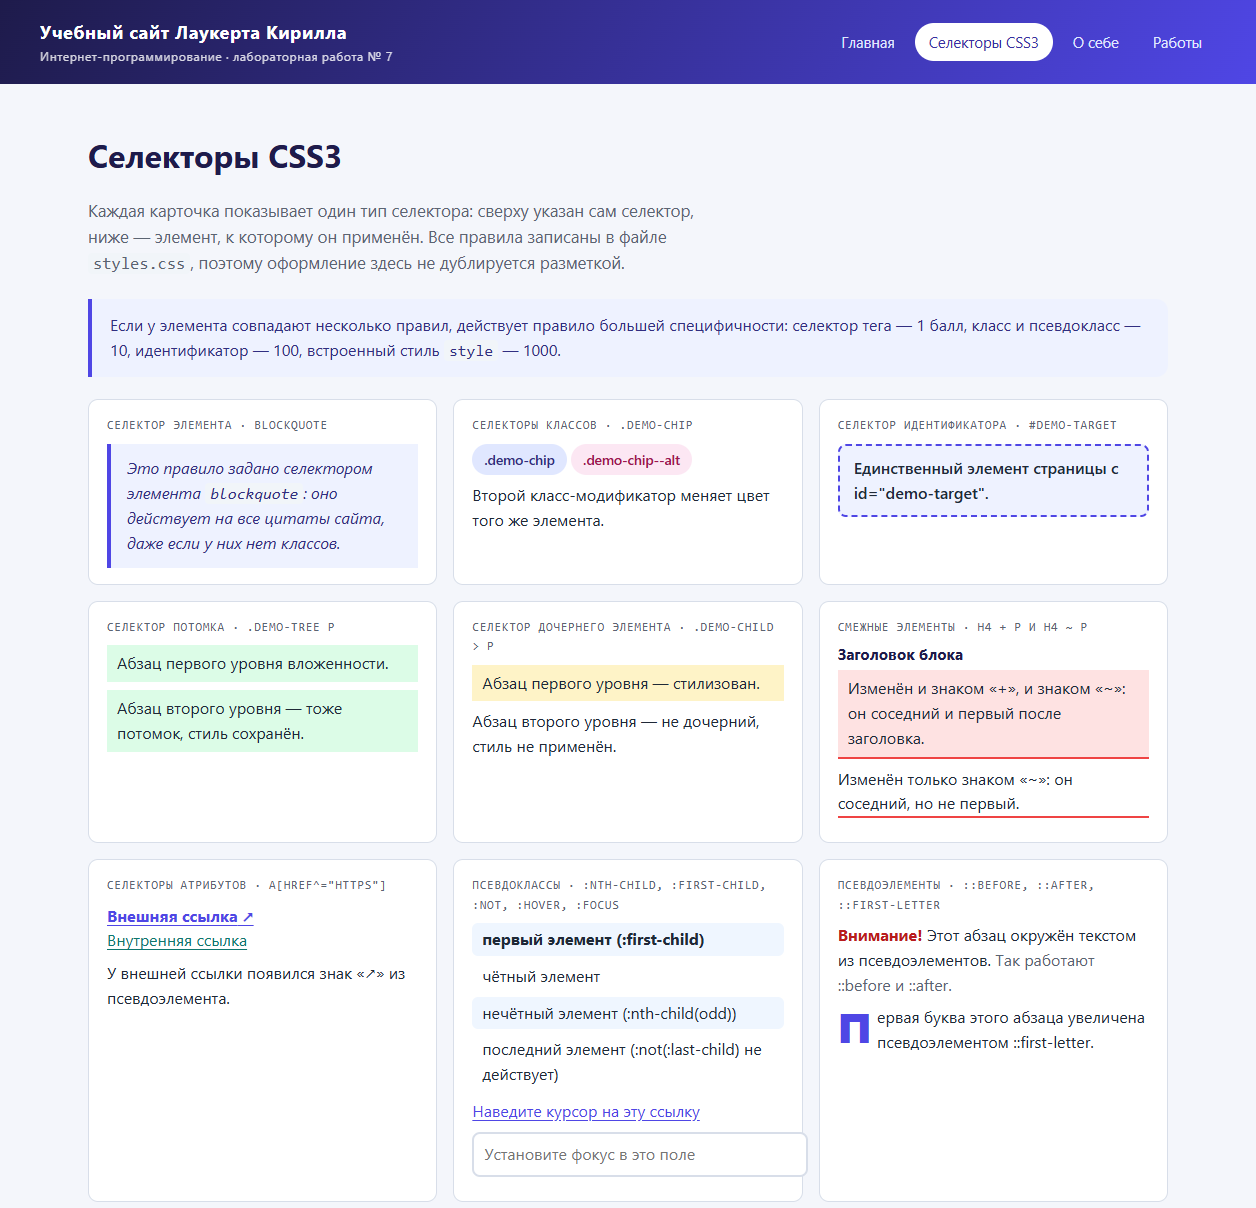 Учебный сайт Лаукерта Кирилла
Интернет-программирование · лабораторная работа № 7
Главная
Селекторы CSS3
О себе
Работы
Селекторы CSS3
Каждая карточка показывает один тип селектора: сверху указан сам селектор,
ниже — элемент, к которому он применён. Все правила записаны в файле
styles.css, поэтому оформление здесь не дублируется разметкой.
Если у элемента совпадают несколько правил, действует правило большей специфичности: селектор тега — 1 балл, класс и псевдокласс —
10, идентификатор — 100, встроенный стиль style — 1000.
СЕЛЕКТОР ЭЛЕМЕНТА · BLOCKQUOTE
Это правило задано селектором
элемента blockquote: оно
действует на все цитаты сайта,
даже если у них нет классов.
СЕЛЕКТОРЫ КЛАССОВ · .DEMO-CHIP
.demo-chip .demo-chip--alt
Второй класс-модификатор меняет цвет
того же элемента.
СЕЛЕКТОР ИДЕНТИФИКАТОРА · #DEMO-TARGET
Единственный элемент страницы с
id="demo-target".
СЕЛЕКТОР ПОТОМКА · .DEMO-TREE P
Абзац первого уровня вложенности.
Абзац второго уровня — тоже
потомок, стиль сохранён.
СЕЛЕКТОР ДОЧЕРНЕГО ЭЛЕМЕНТА · .DEMO-CHILD
> P
Абзац первого уровня — стилизован.
Абзац второго уровня — не дочерний,
стиль не применён.
СМЕЖНЫЕ ЭЛЕМЕНТЫ · H4 + P И H4 ~ P
Заголовок блока
Изменён и знаком «+», и знаком «~»:
он соседний и первый после
заголовка.
Изменён только знаком «~»: он
соседний, но не первый.
СЕЛЕКТОРЫ АТРИБУТОВ · A[HREF^="HTTPS"]
Внешняя ссылка ↗
Внутренняя ссылка
У внешней ссылки появился знак «↗» из
псевдоэлемента.
ПСЕВДОКЛАССЫ · :NTH-CHILD, :FIRST-CHILD,
:NOT, :HOVER, :FOCUS
первый элемент (:first-child)
чётный элемент
нечётный элемент (:nth-child(odd))
последний элемент (:not(:last-child) не
действует)
Наведите курсор на эту ссылку
Установите фокус в это поле
ПСЕВДОЭЛЕМЕНТЫ · ::BEFORE, ::AFTER,
::FIRST-LETTER
Внимание! Этот абзац окружён текстом
из псевдоэлементов. Так работают
::before и ::after.
Первая буква этого абзаца увеличена
псевдоэлементом ::first-letter.